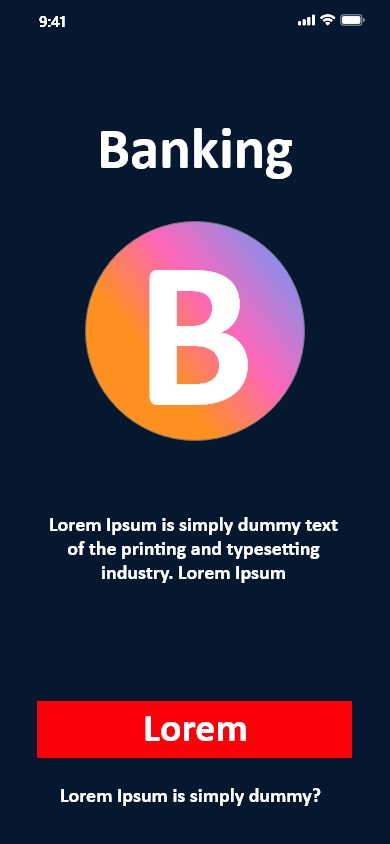 9:41
Banking
B
Lorem Ipsum is simply dummy text
of the printing and typesetting
industry. Lorem Ipsum
Lorem
Lorem Ipsum is simply dummy?